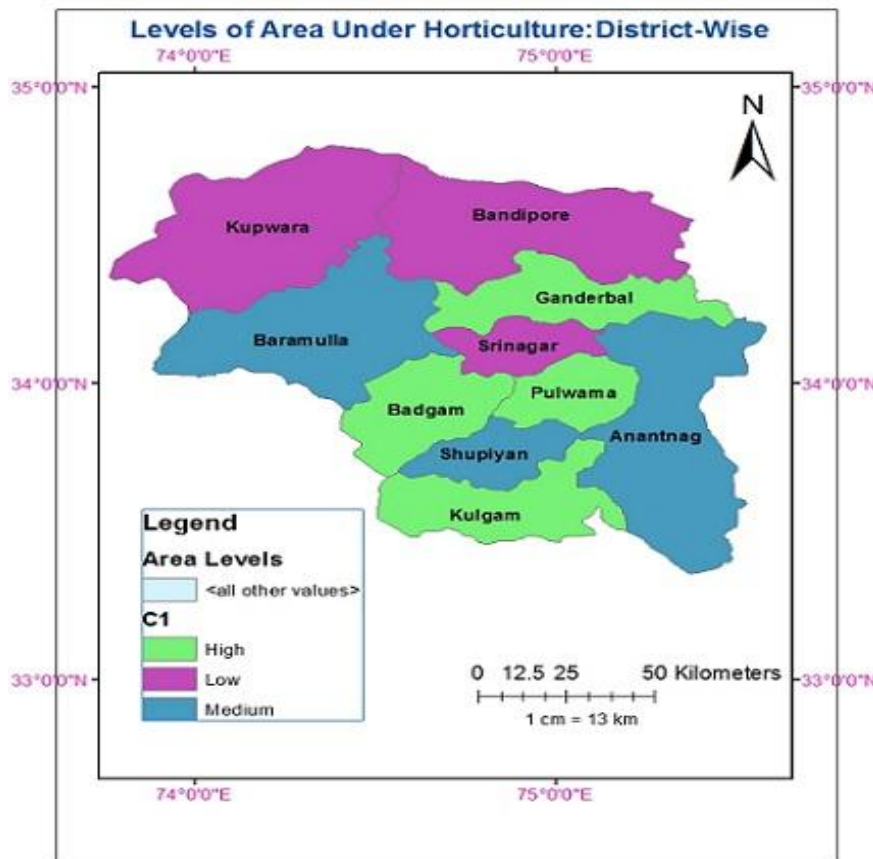 Levels of Area Under Horticulture:District-Wise
74°0'0"E 75°0'0"E
35°0'0"N 35°0'0"N
N
Bandipore
Kupwara
Ganderbal
Baramulla Srinagar
34°0'0"N 34°0'0"N
Pulwama
Badgam
Anantnag
Shupiyan
Kulgam
Legend
Area Levels
<all other values>
C1
High
Low
Medium
0 12.5 25 50 Kilometers
1 cm = 13 km
33°0'0"N 33°0'0"N
74°0'0"E 75°0'0"E